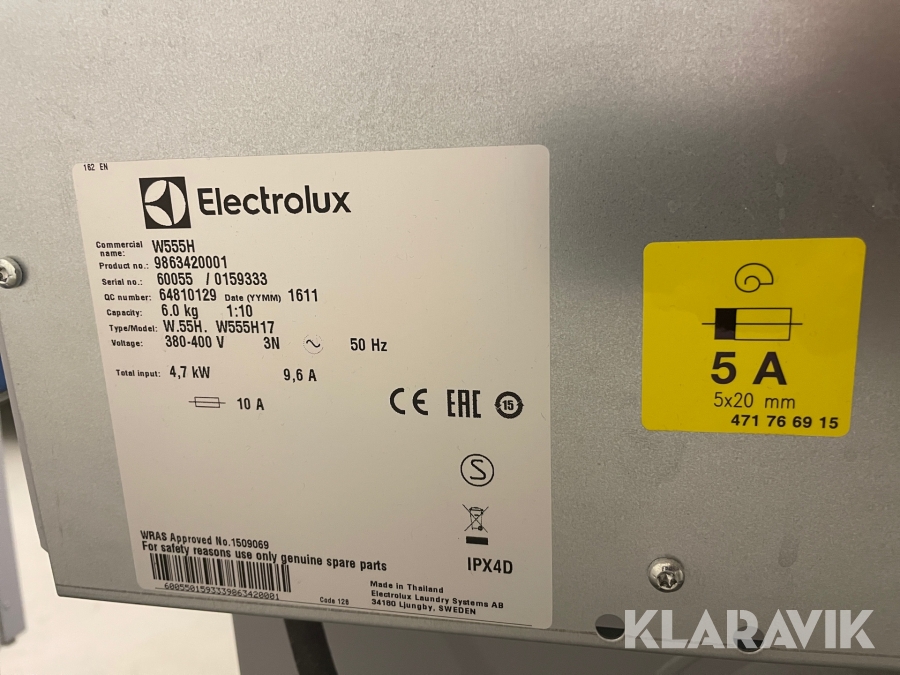 162 EN
Electrolux
Commercial name: W555H
Product no.: 9863420001
Serial no.: 60055 / 0159333
QC number: 64810129 Date (YYMM) 1611
Capacity: 6.0 kg 1:10
Type/Model: W.55H. W555H17
Voltage: 380-400 V 3N ~ 50 Hz
Total input: 4,7 kW 9,6 A
10 A
CE EAC 15
S
WRAS Approved No.1509069
For safety reasons use only genuine spare parts
IPX4D
6005501593339863420001
Code 128
Made in Thailand
Electrolux Laundry Systems AB
34180 Ljungby, SWEDEN
5 A
5x20 mm
471 76 69 15
KLARAVIK